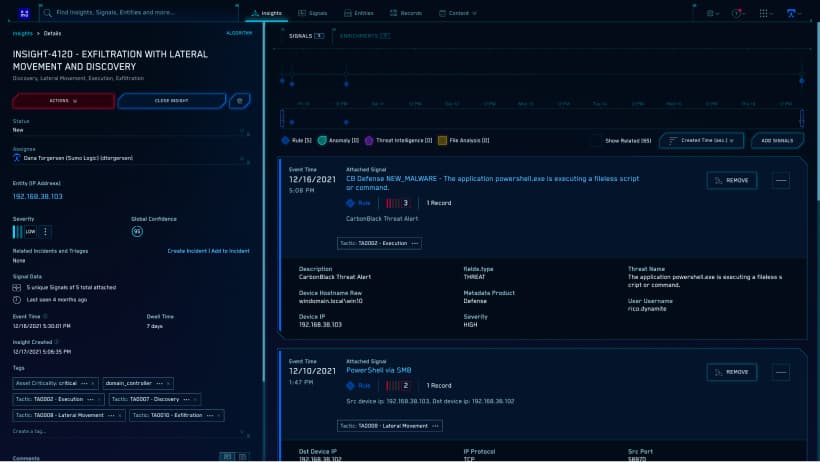 Find Insights, Signals, Entities and more...
Insights
Signals
Entities
Records
Content
Insights > Details
ALGORITHM
INSIGHT-4120 - EXFILTRATION WITH LATERAL
MOVEMENT AND DISCOVERY
Discovery, Lateral Movement, Execution, Exfiltration
ACTIONS
CLOSE INSIGHT
Status
New
Assignee
Dana Torgersen (Sumo Logic) (dtorgersen)
Entity (IP Address)
192.168.38.103
Severity
Global Confidence
LOW
95
Related Incidents and Triages
Create Incident | Add to Incident
None
Signal Data
5 unique Signals of 5 total attached
Last seen 4 months ago
Event Time
Dwell Time
12/16/2021 5:30:01 PM
7 days
Insight Created
12/17/2021 5:06:35 PM
Tags
Asset Criticality: critical
domain_controller
Tactic: TA0002 - Execution
Tactic: TA0007 - Discovery
Tactic: TA0008 - Lateral Movement
Tactic: TA0010 - Exfiltration
Create a tag...
Comments
SIGNALS 5
ENRICHMENTS
Rule [5]
Anomaly [0]
Threat Intelligence [0]
File Analysis [0]
Show Related (65)
Created Time (asc.)
ADD SIGNALS
Event Time
Attached Signal
12/16/2021
CB Defense NEW_MALWARE - The application powershell.exe is executing a fileless script
or command.
5:08 PM
REMOVE
Rule
3
1 Record
CarbonBlack Threat Alert
Tactic: TA0002 - Execution
Description
CarbonBlack Threat Alert
fields.type
THREAT
Threat Name
The application powershell.exe is executing a fileless s
cript or command.
Device Hostname Raw
windomain.local\win10
Metadata Product
Defense
User Username
rico.dynamite
Device IP
192.168.38.103
Severity
HIGH
Event Time
Attached Signal
12/10/2021
PowerShell via SMB
1:47 PM
REMOVE
Rule
2
1 Record
Src device ip: 192.168.38.103, Dst device ip: 192.168.38.102
Tactic: TA0008 - Lateral Movement
Dst Device IP
192.168.38.102
IP Protocol
TCP
Src Port